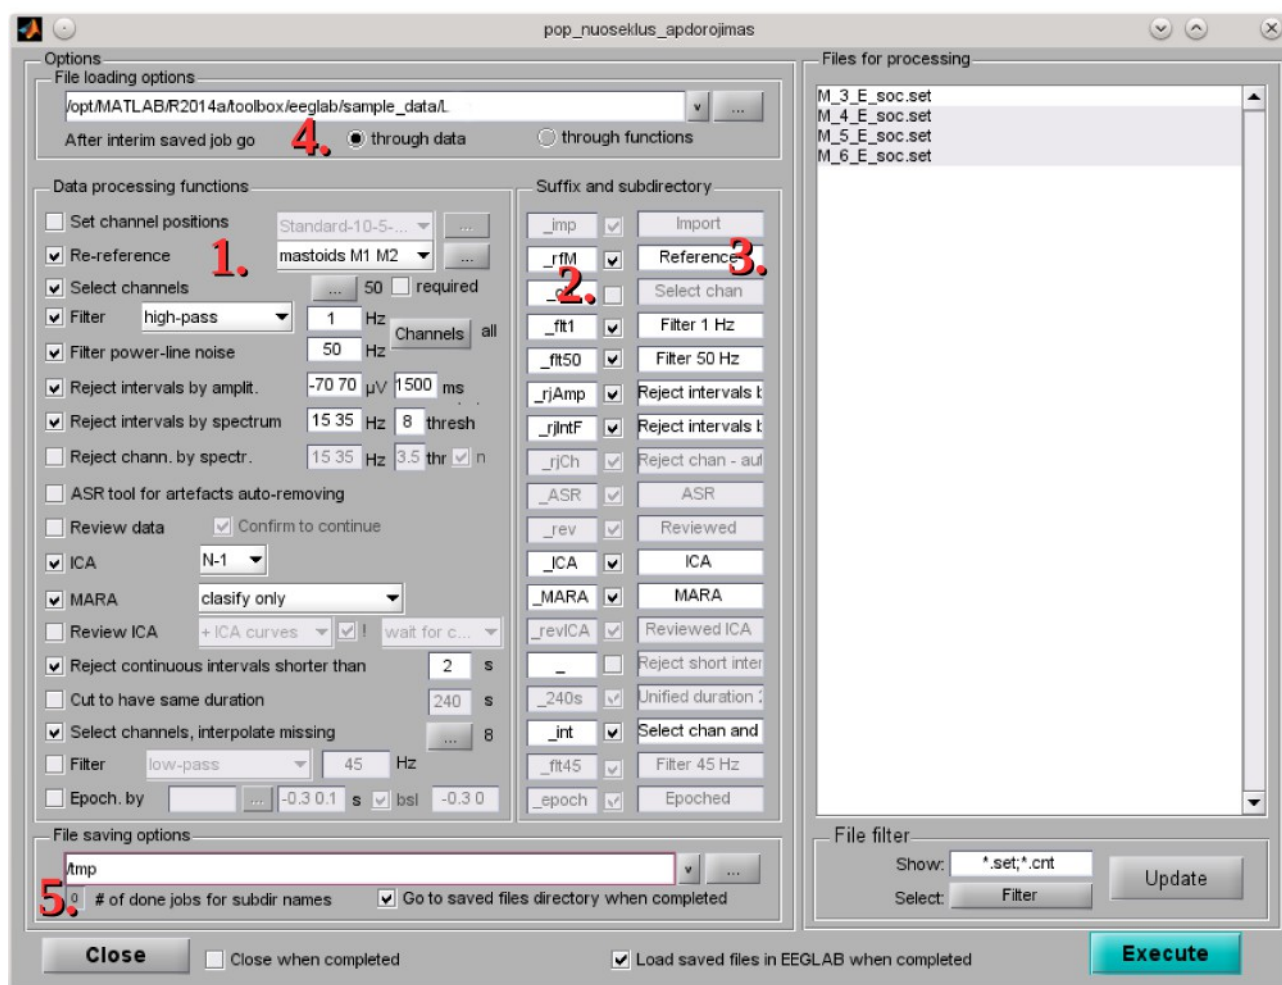 pop_nuoseklus_apdorojimas
Options
File loading options
/opt/MATLAB/R2014a/toolbox/eeglab/sample_data/L v ...
After interim saved job go 4. through data through functions
Data processing functions
Set channel positions Standard-10-5-... ...
Re-reference 1. mastoids M1 M2 ...
Select channels ... 50 required
Filter high-pass 1 Hz Channels all
Filter power-line noise 50 Hz
Reject intervals by amplit. -70 70 µV 1500 ms
Reject intervals by spectrum 15 35 Hz 8 thresh
Reject chann. by spectr. 15 35 Hz 3.5 thr n
ASR tool for artefacts auto-removing
Review data Confirm to continue
ICA N-1
MARA clasify only
Review ICA + ICA curves ! wait for c...
Reject continuous intervals shorter than 2 s
Cut to have same duration 240 s
Select channels, interpolate missing ... 8
Filter low-pass 45 Hz
Epoch. by ... -0.3 0.1 s bsl -0.3 0
Suffix and subdirectory
_imp Import
_rfM Reference 3.
2. Select chan
_flt1 Filter 1 Hz
_flt50 Filter 50 Hz
_rjAmp Reject intervals b
_rjIntF Reject intervals b
_rjCh Reject chan - aut
_ASR ASR
_rev Reviewed
_ICA ICA
_MARA MARA
_revICA Reviewed ICA
_ Reject short inter
_240s Unified duration 2
_int Select chan and
_flt45 Filter 45 Hz
_epoch Epoched
File saving options
/tmp v ...
5. 0 # of done jobs for subdir names Go to saved files directory when completed
Files for processing
M_3_E_soc.set
M_4_E_soc.set
M_5_E_soc.set
M_6_E_soc.set
File filter
Show: *.set;*.cnt
Select: Filter
Update
Close Close when completed Load saved files in EEGLAB when completed Execute